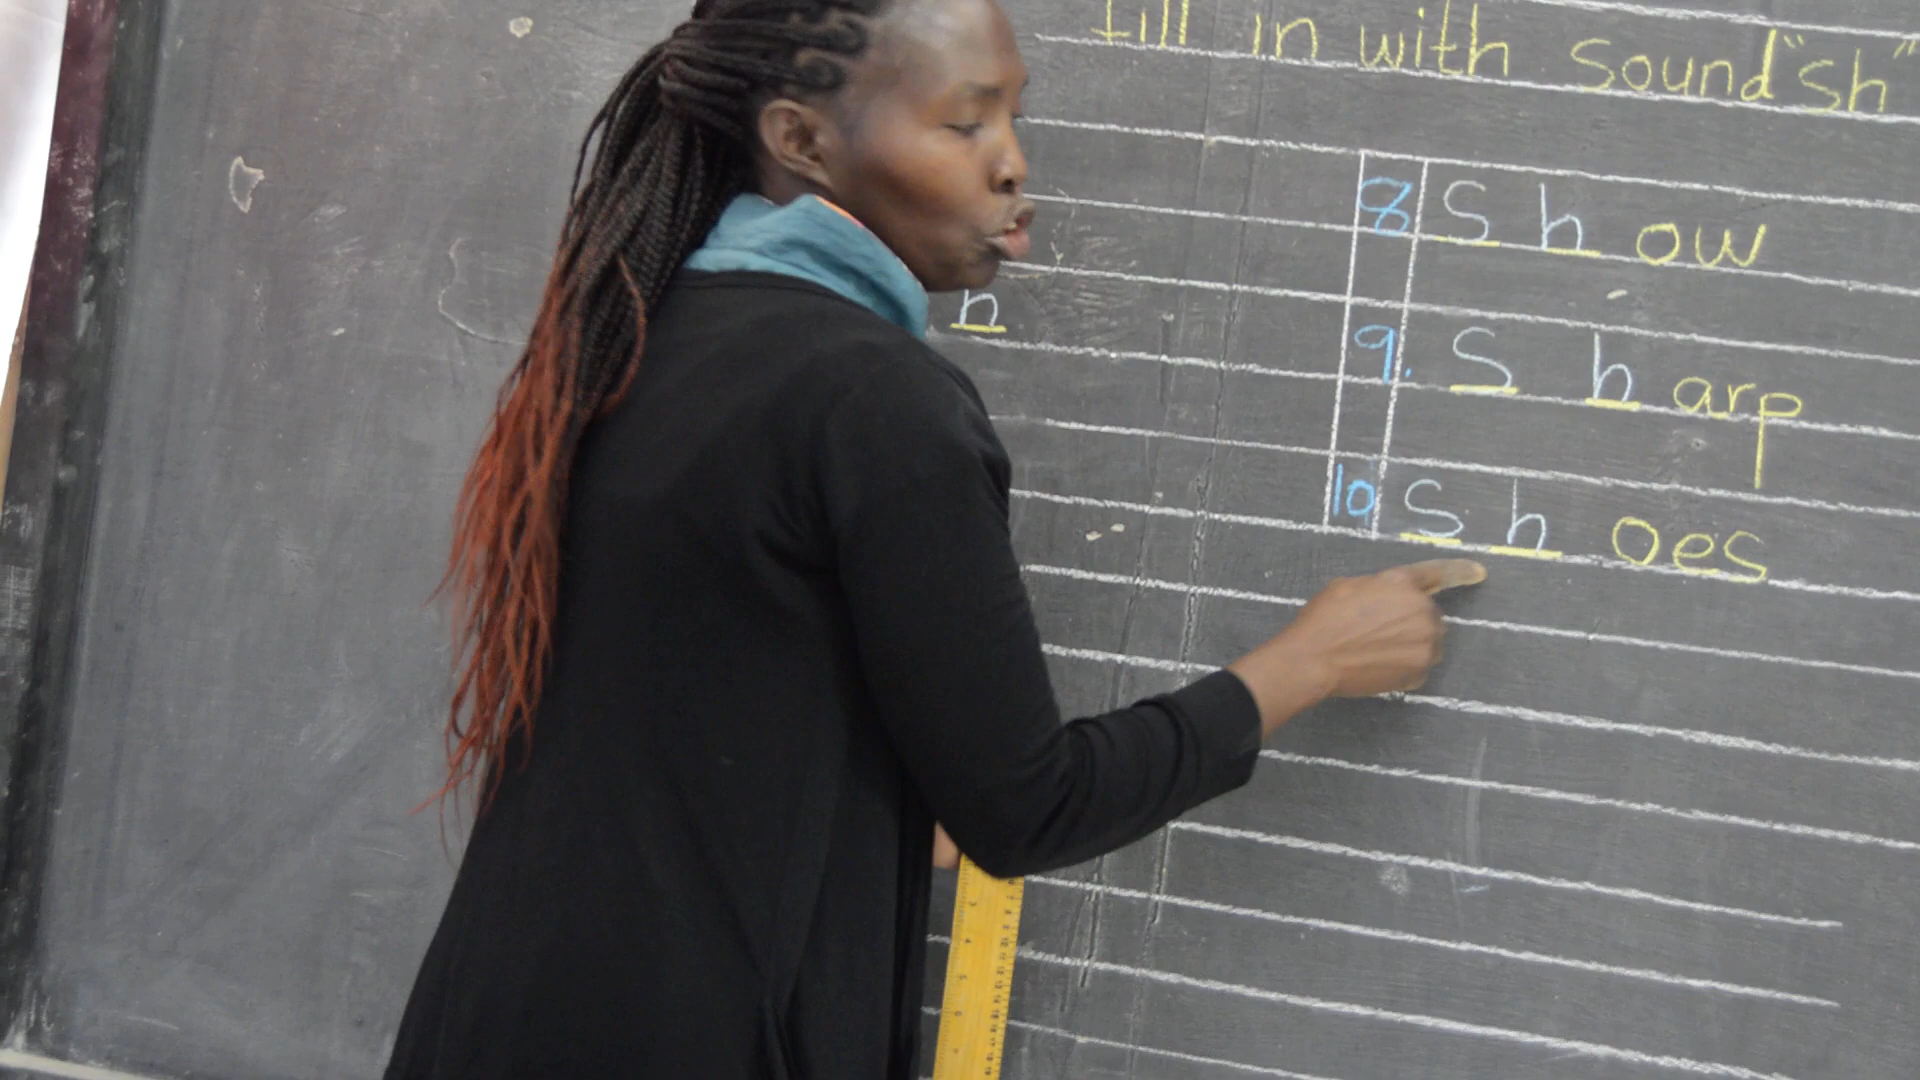 fill in with sound "sh"
8 Show
h
9. Sharp
10 Shoes